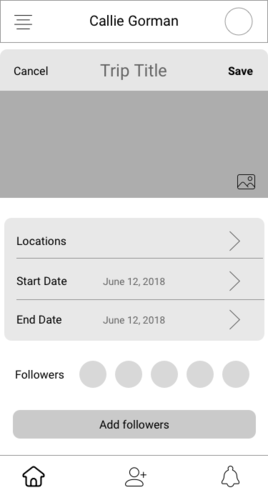 Callie Gorman
Cancel Trip Title Save
Locations
Start Date June 12, 2018
End Date June 12, 2018
Followers
Add followers